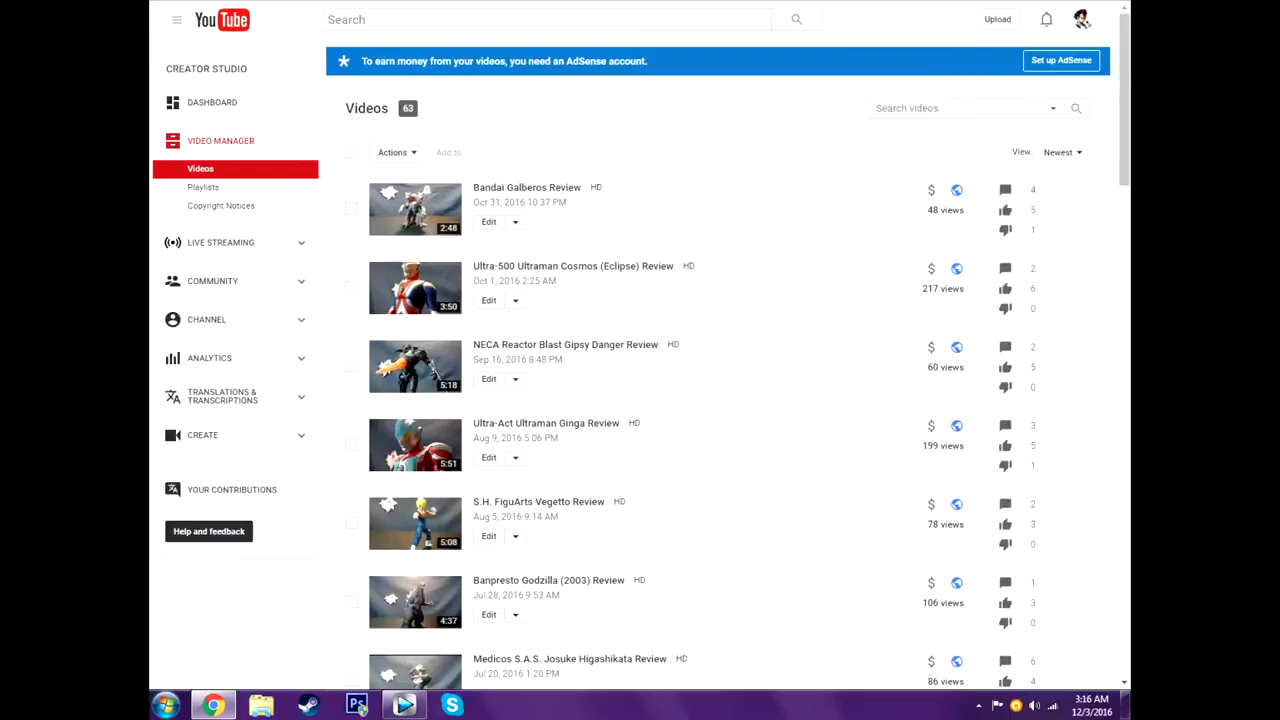 YouTube
Search
Upload
CREATOR STUDIO
To earn money from your videos, you need an AdSense account.
Set up AdSense
DASHBOARD
VIDEO MANAGER
Videos
Playlists
Copyright Notices
LIVE STREAMING
COMMUNITY
CHANNEL
ANALYTICS
TRANSLATIONS &
TRANSCRIPTIONS
CREATE
YOUR CONTRIBUTIONS
Help and feedback
Videos 63
Search videos
Actions
Add to
View: Newest
2:48
Bandai Galberos Review HD
Oct 31, 2016 10:37 PM
Edit
$
48 views
4
5
1
3:50
Ultra-500 Ultraman Cosmos (Eclipse) Review HD
Oct 1, 2016 2:25 AM
Edit
$
217 views
2
6
0
5:18
NECA Reactor Blast Gipsy Danger Review HD
Sep 16, 2016 8:48 PM
Edit
$
60 views
2
5
0
5:51
Ultra-Act Ultraman Ginga Review HD
Aug 9, 2016 5:06 PM
Edit
$
199 views
3
5
1
5:08
S.H. FiguArts Vegetto Review HD
Aug 5, 2016 9:14 AM
Edit
$
78 views
2
3
0
4:37
Banpresto Godzilla (2003) Review HD
Jul 28, 2016 9:53 AM
Edit
$
106 views
1
3
0
Medicos S.A.S. Josuke Higashikata Review HD
Jul 20, 2016 1:20 PM
$
86 views
6
4
Ps
S
3:16 AM
12/3/2016